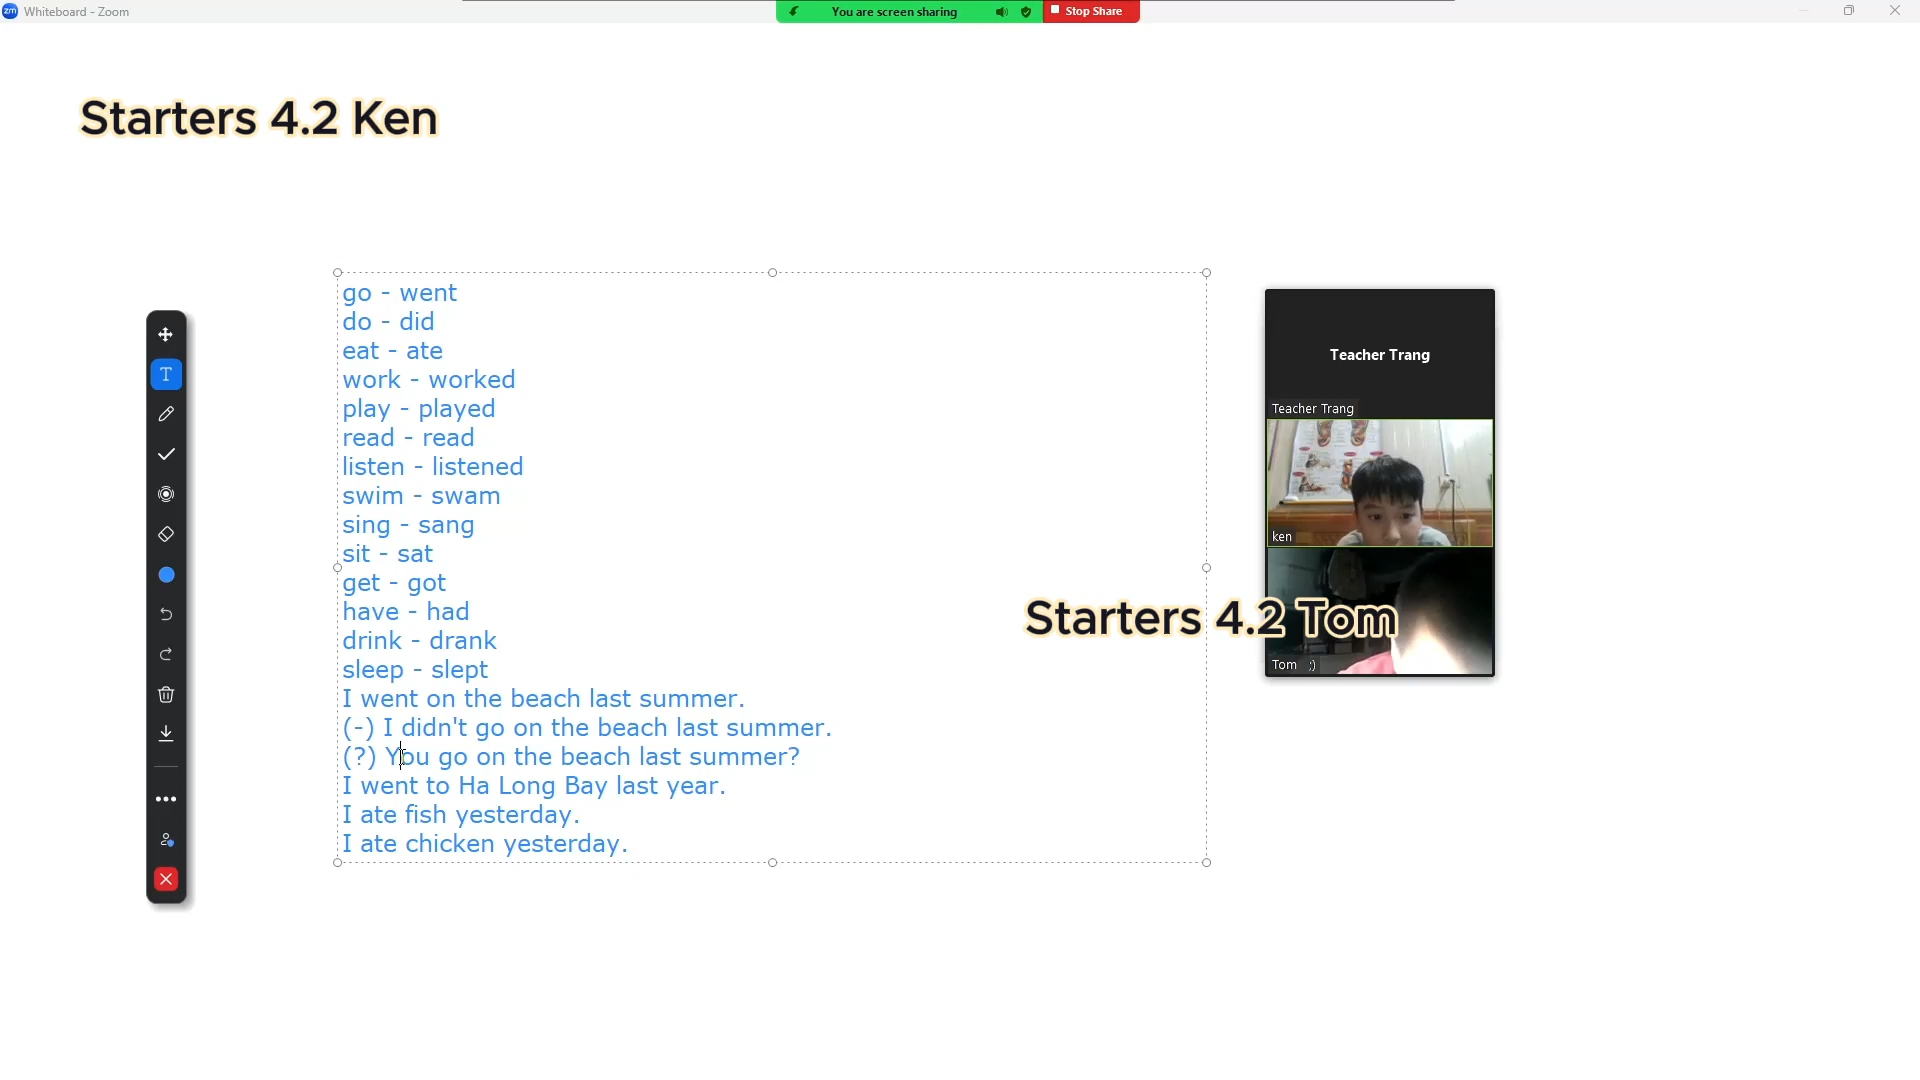 Whiteboard - Zoom
You are screen sharing
Stop Share
Starters 4.2 Ken
go - went
do - did
eat - ate
work - worked
play - played
read - read
listen - listened
swim - swam
sing - sang
sit - sat
get - got
have - had
drink - drank
sleep - slept
I went on the beach last summer.
(-) I didn't go on the beach last summer.
(?) You go on the beach last summer?
I went to Ha Long Bay last year.
I ate fish yesterday.
I ate chicken yesterday.
Teacher Trang
Teacher Trang
ken
Starters 4.2 Tom
Tom ;)